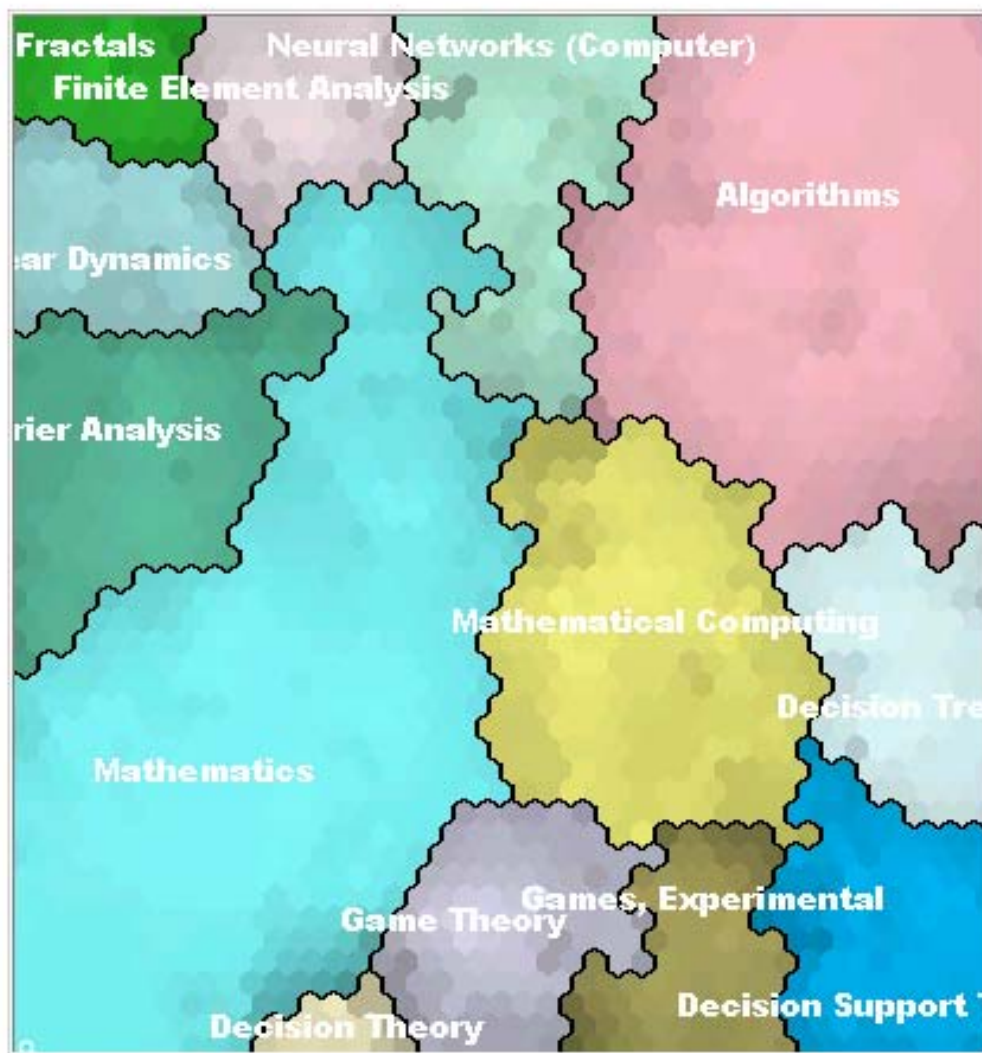 Fractals
Neural Networks (Computer)
Finite Element Analysis
Algorithms
ear Dynamics
rier Analysis
Mathematical Computing
Decision Tre
Mathematics
Games, Experimental
Game Theory
Decision Support T
Decision Theory